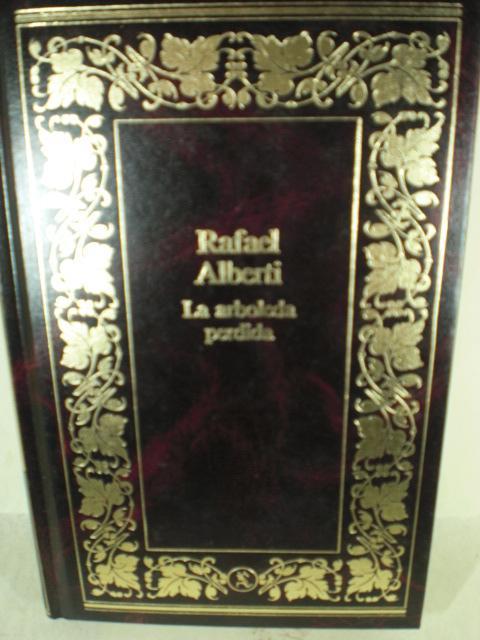 Rafael
Alberti
La arboleda
perdida